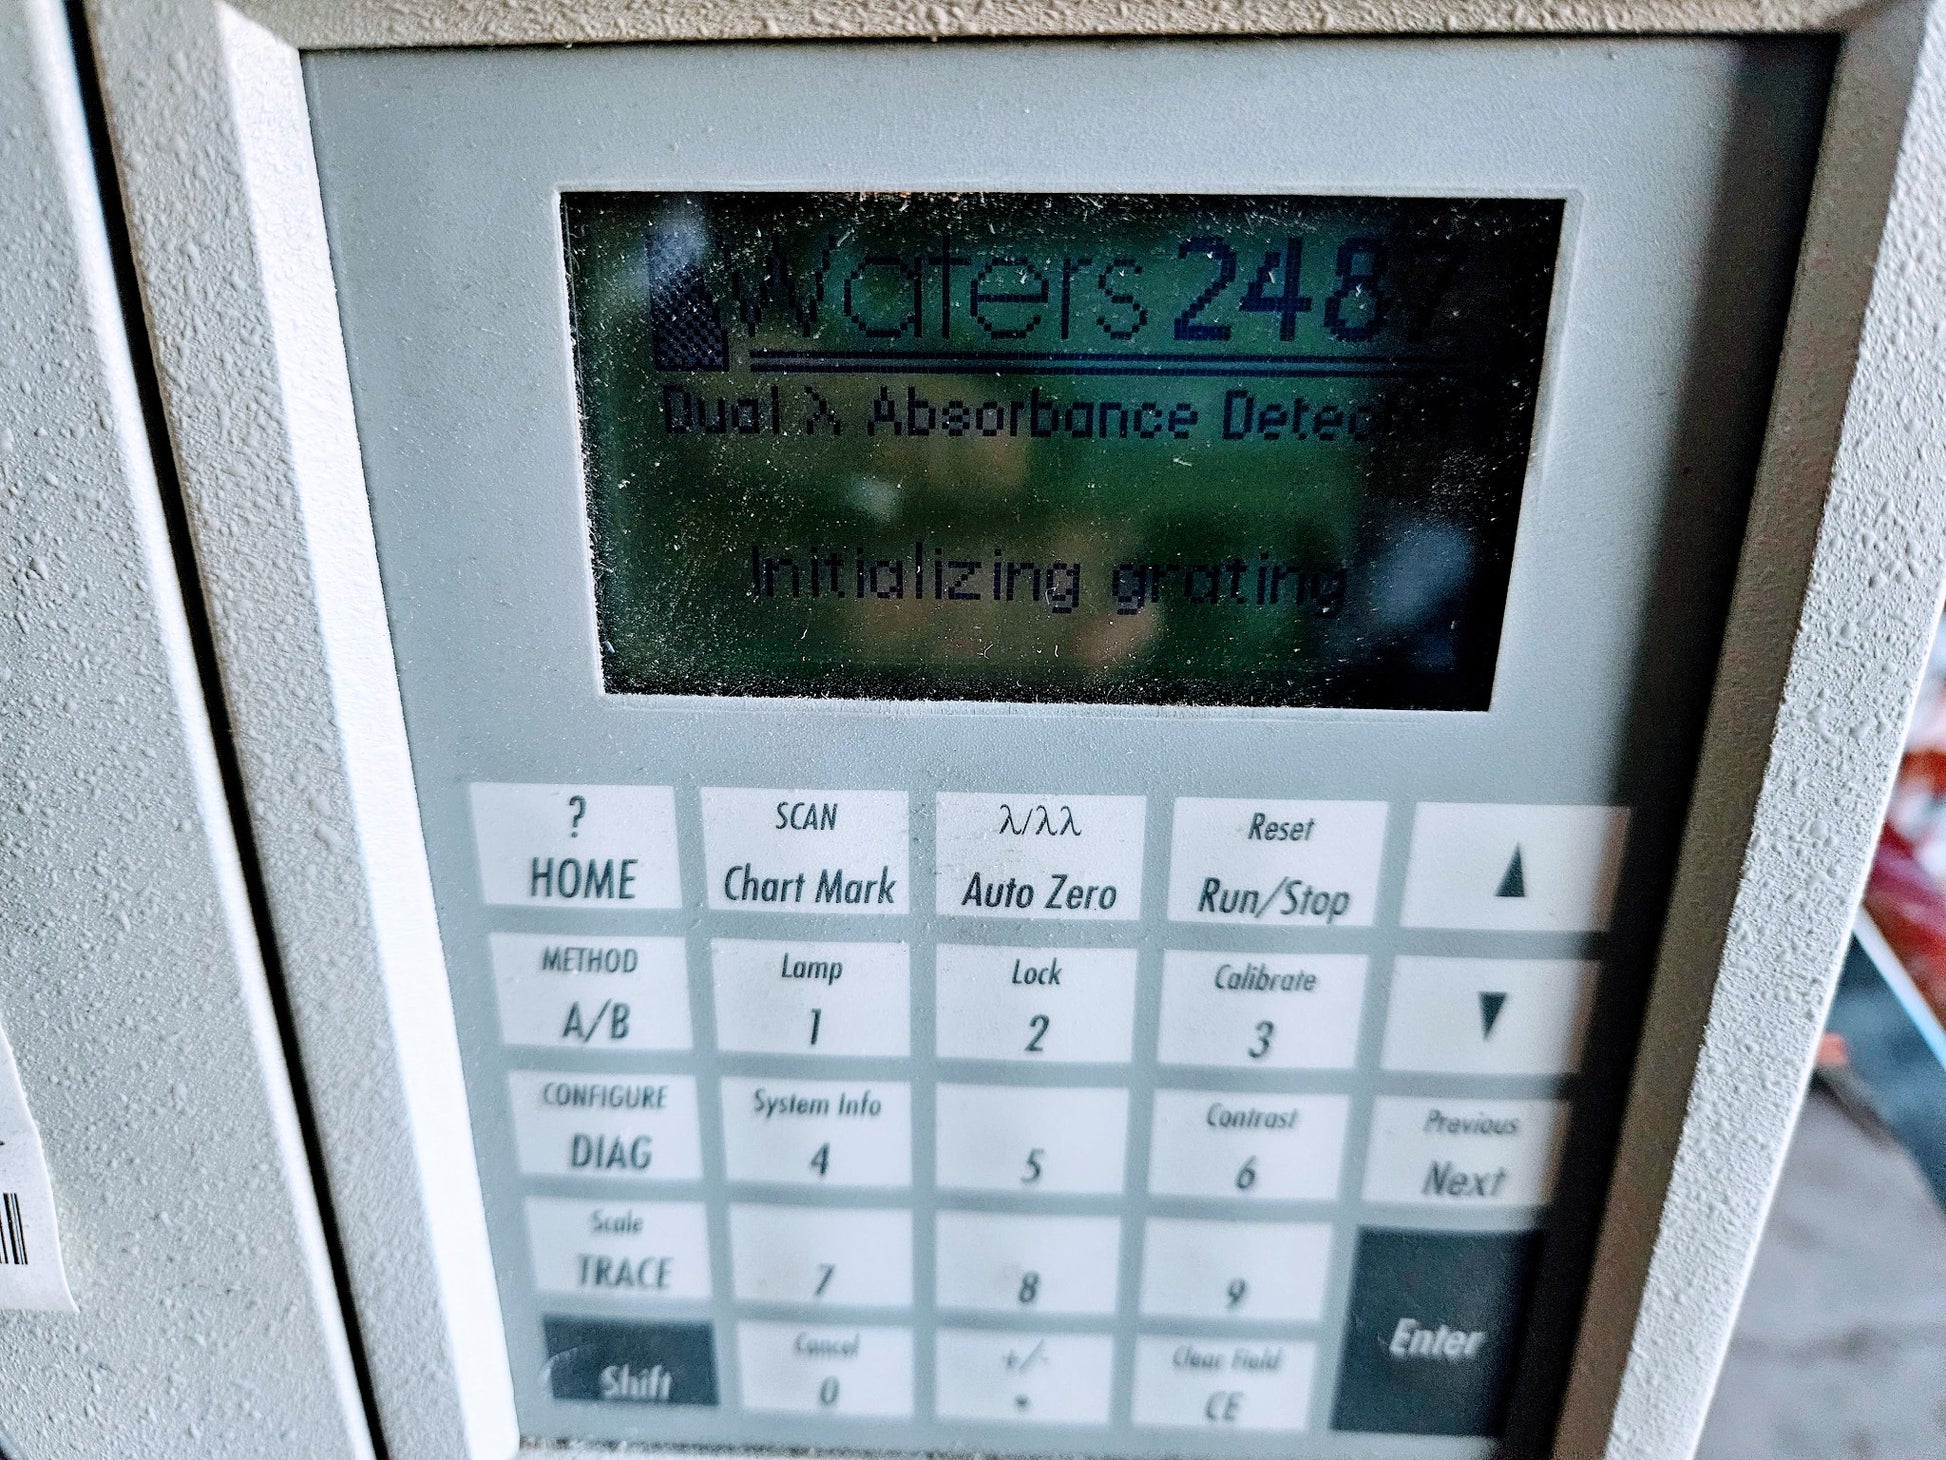 Waters 2487
Dual λ Absorbance Detec
Initializing grating
?
HOME
SCAN
Chart Mark
λ/λλ
Auto Zero
Reset
Run/Stop
▲
METHOD
A/B
Lamp
1
Lock
2
Calibrate
3
▼
CONFIGURE
DIAG
System Info
4
5
Contrast
6
Previous
Next
Scale
TRACE
7
8
9
Enter
Shift
Cancel
0
+/-
.
Clear Field
CE